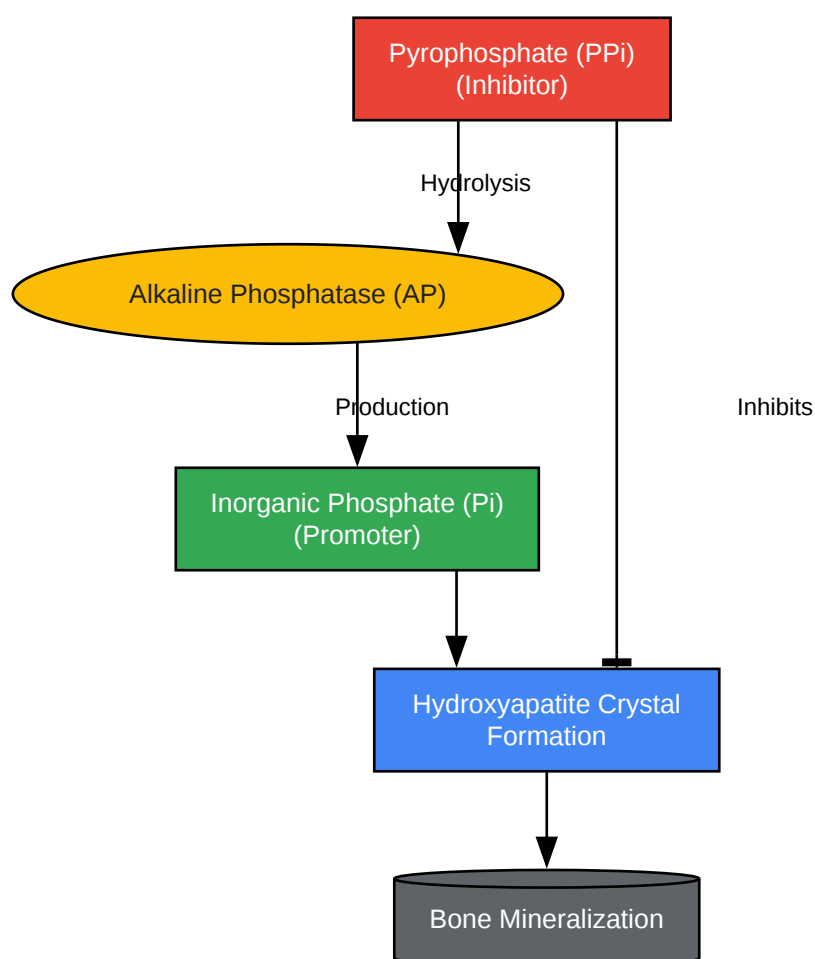 Pyrophosphate (PPi)
(Inhibitor)
Hydrolysis
Alkaline Phosphatase (AP)
Production
Inhibits
Inorganic Phosphate (Pi)
(Promoter)
Hydroxyapatite Crystal
Formation
Bone Mineralization